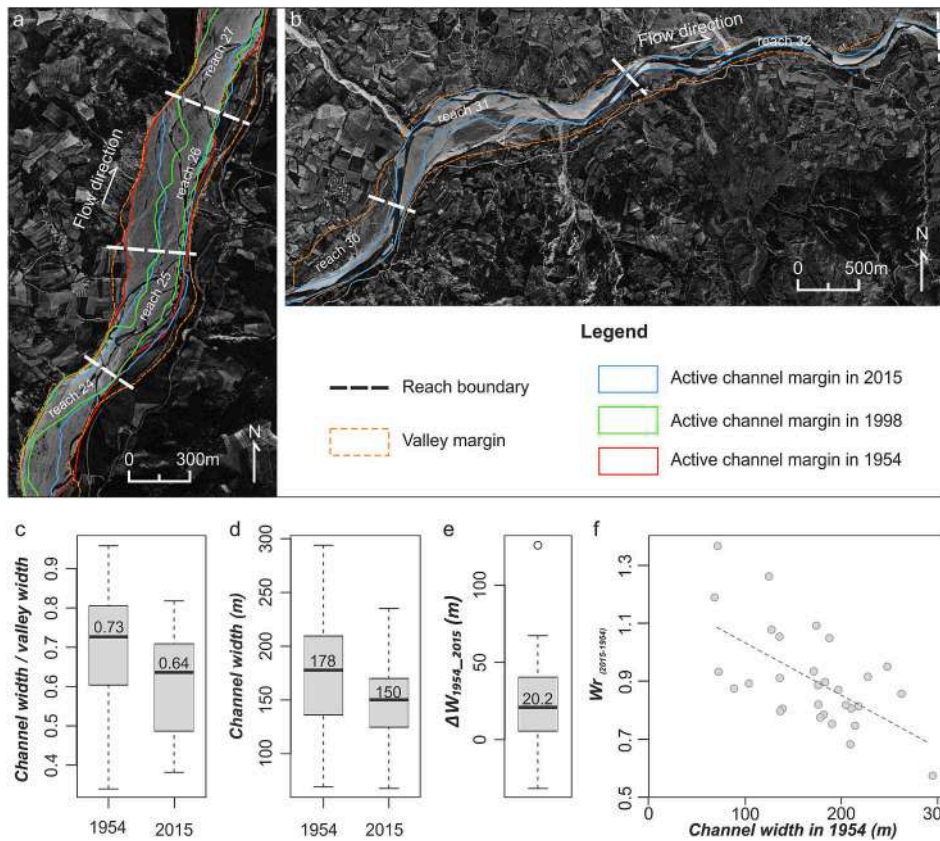 a
reach 27
Flow direction
reach 26
reach 25
reach 24
0 300m
N
b
Flow direction
reach 32
reach 31
reach 30
N
0 500m
Legend
Reach boundary
Valley margin
Active channel margin in 2015
Active channel margin in 1998
Active channel margin in 1954
c
Channel width / valley width
0.9
0.8
0.7
0.6
0.5
0.4
0.73
0.64
1954 2015
d
Channel width (m)
300
250
200
150
100
178
150
1954 2015
e
ΔW1954_2015 (m)
100
50
0
20.2
f
Wr (2015-1954)
1.3
1.1
0.9
0.7
0.5
0 100 200 30
Channel width in 1954 (m)